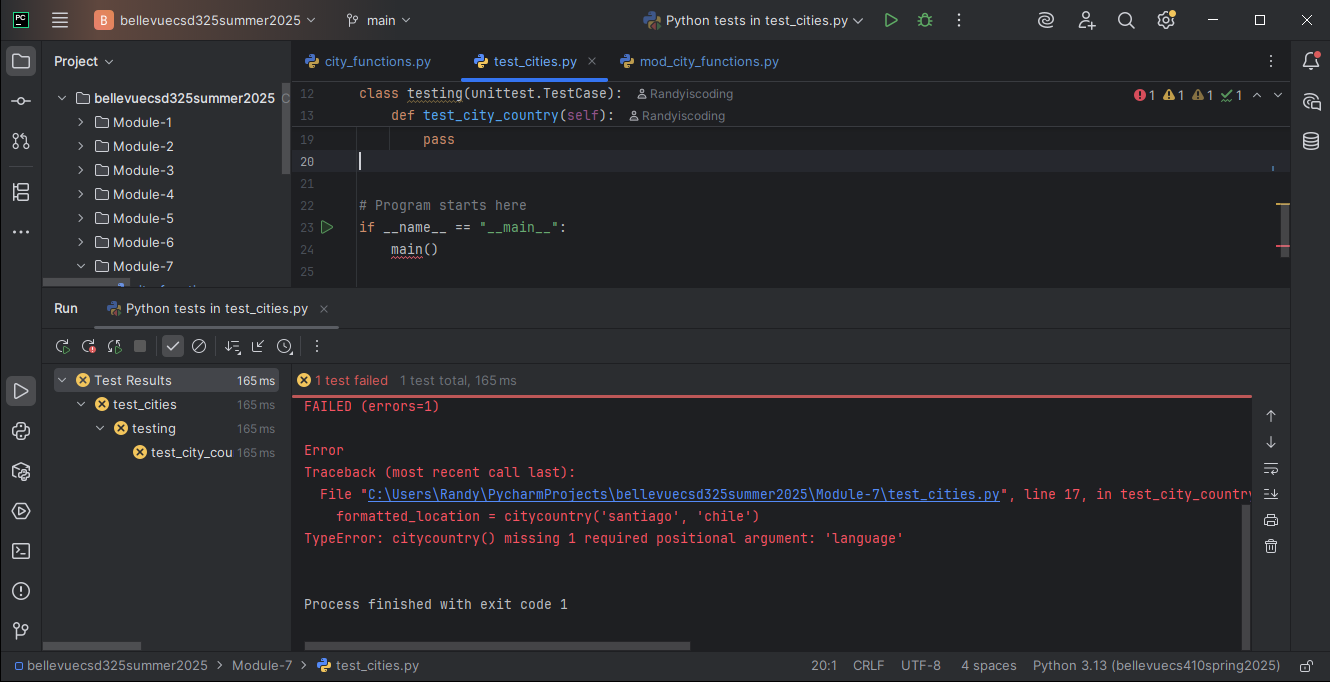 PC B bellevuecsd325summer2025 main Python tests in test_cities.py
Project
city_functions.py test_cities.py mod_city_functions.py
bellevuecsd325summer2025
Module-1
Module-2
Module-3
Module-4
Module-5
Module-6
Module-7
12 class testing(unittest.TestCase): Randyiscoding
1 1 1 1
13 def test_city_country(self): Randyiscoding
19 pass
20
21
22 # Program starts here
23 if __name__ == "__main__":
24 main()
25
Run Python tests in test_cities.py
Test Results 165 ms
test_cities 165 ms
testing 165 ms
test_city_cou 165 ms
1 test failed 1 test total, 165 ms
FAILED (errors=1)
Error
Traceback (most recent call last):
File "C:\Users\Randy\PycharmProjects\bellevuecsd325summer2025\Module-7\test_cities.py", line 17, in test_city_country
formatted_location = citycountry('santiago', 'chile')
TypeError: citycountry() missing 1 required positional argument: 'language'
Process finished with exit code 1
bellevuecsd325summer2025 > Module-7 > test_cities.py
20:1 CRLF UTF-8 4 spaces Python 3.13 (bellevuecs410spring2025)